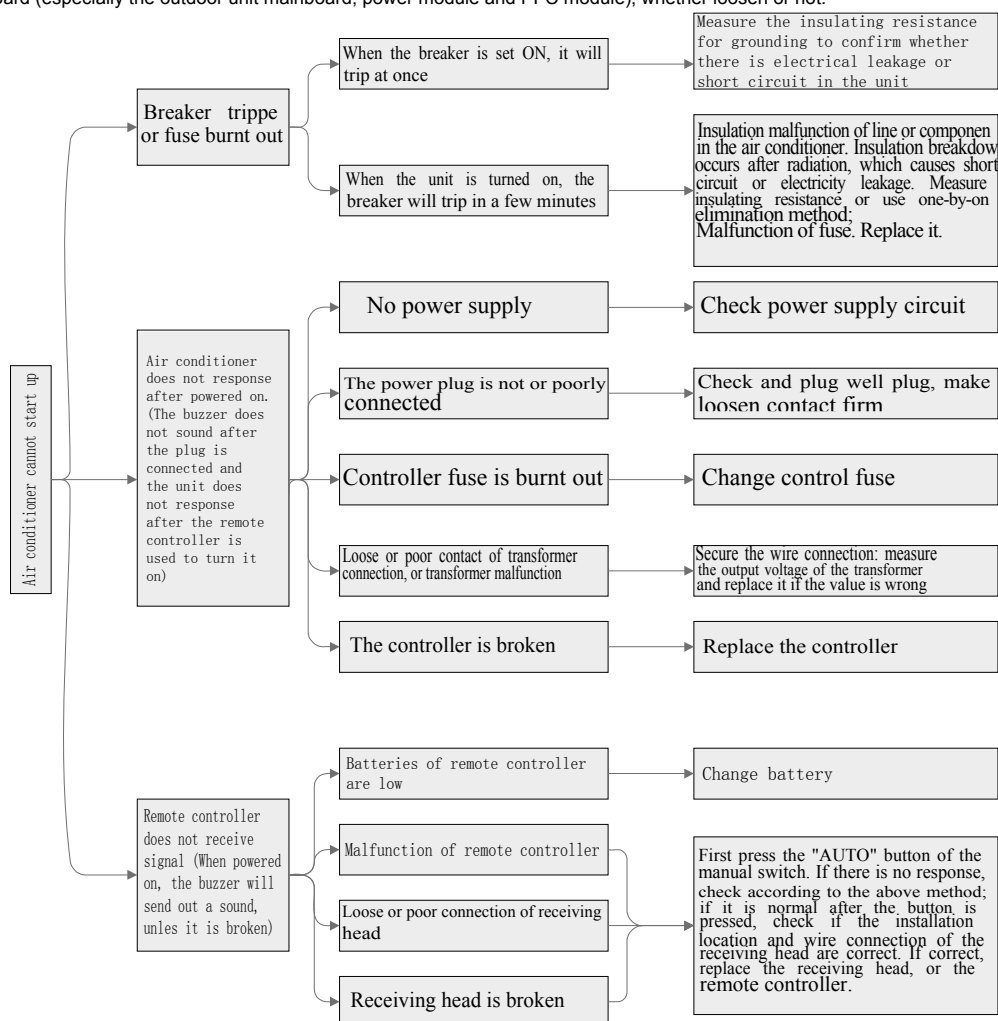 ard (especially the outdoor unit mainboard, power module and PFC module), whether loosen or not.
Air conditioner cannot start up
Breaker trippe
or fuse burnt out
When the breaker is set ON, it will
trip at once
Measure the insulating resistance
for grounding to confirm whether
there is electrical leakage or
short circuit in the unit
When the unit is turned on, the
breaker will trip in a few minutes
Insulation malfunction of line or componen
in the air conditioner. Insulation breakdow
occurs after radiation, which causes short
circuit or electricity leakage. Measure
insulating resistance or use one-by-on
elimination method;
Malfunction of fuse. Replace it.
Air conditioner
does not response
after powered on.
(The buzzer does
not sound after
the plug is
connected and
the unit does
not response
after the remote
controller is
used to turn it
on)
No power supply
Check power supply circuit
The power plug is not or poorly
connected
Check and plug well plug, make
loosen contact firm
Controller fuse is burnt out
Change control fuse
Loose or poor contact of transformer
connection, or transformer malfunction
Secure the wire connection: measure
the output voltage of the transformer
and replace it if the value is wrong
The controller is broken
Replace the controller
Remote controller
does not receive
signal (When powered
on, the buzzer will
send out a sound,
unles it is broken)
Batteries of remote controller
are low
Change battery
Malfunction of remote controller
Loose or poor connection of receiving
head
Receiving head is broken
First press the "AUTO" button of the
manual switch. If there is no response,
check according to the above method;
if it is normal after the button is
pressed, check if the installation
location and wire connection of the
receiving head are correct. If correct,
replace the receiving head, or the
remote controller.